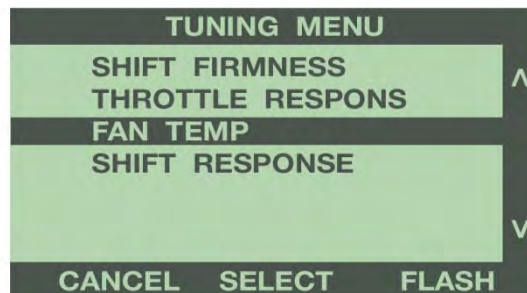 TUNING MENU
SHIFT FIRMNESS
THROTTLE RESPONS
FAN TEMP
SHIFT RESPONSE
CANCEL SELECT FLASH